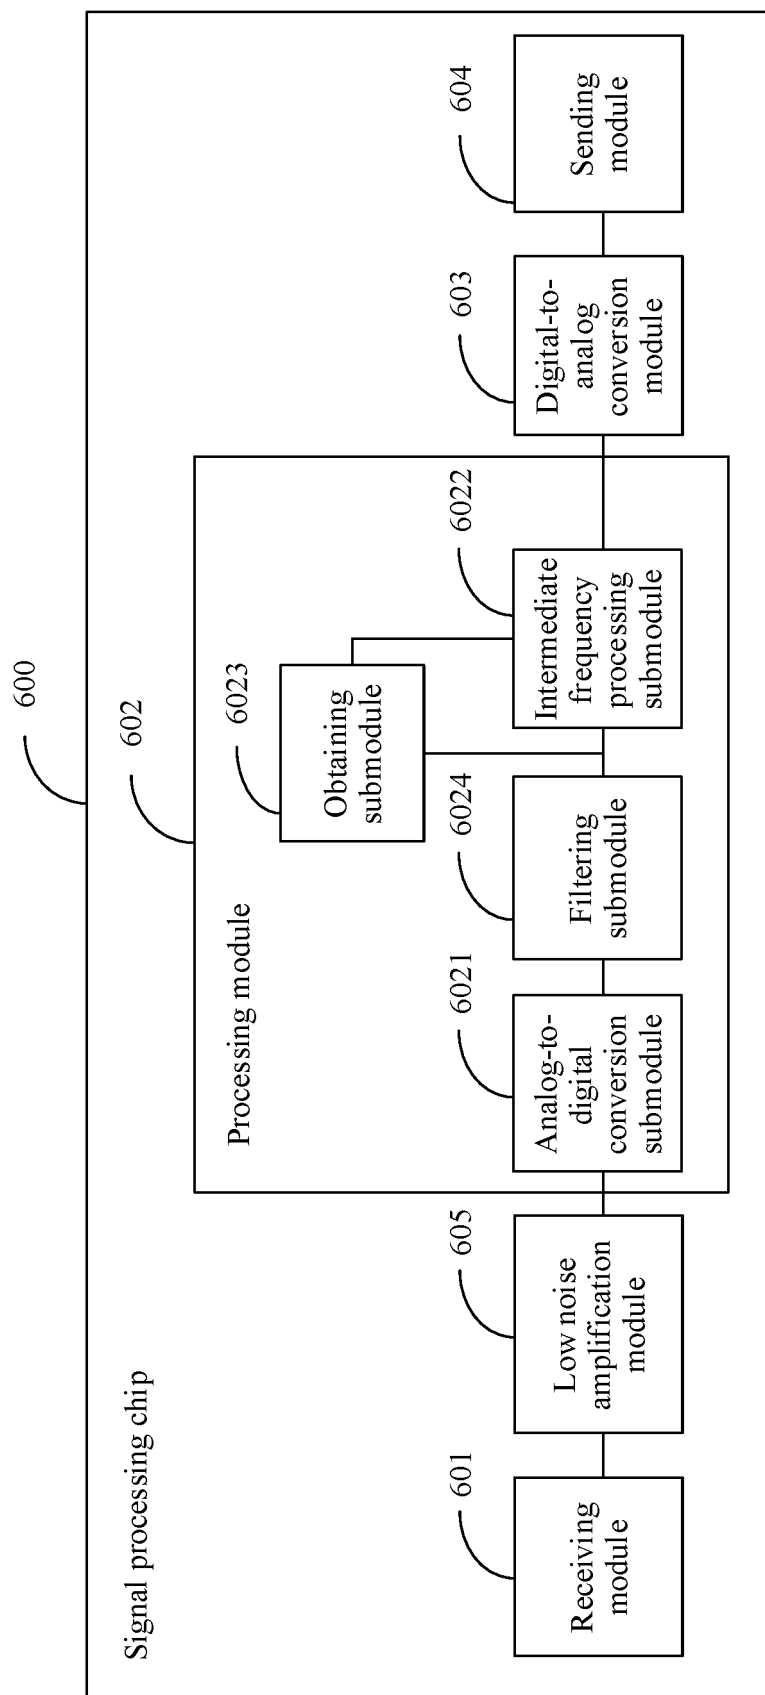 600
Signal processing chip
602
Processing module
6023
Obtaining
submodule
601
605
6021
6024
6022
603
604
Receiving
module
Low noise
amplification
module
Analog-to-
digital
conversion
submodule
Filtering
submodule
Intermediate
frequency
processing
submodule
Digital-to-
analog
conversion
module
Sending
module